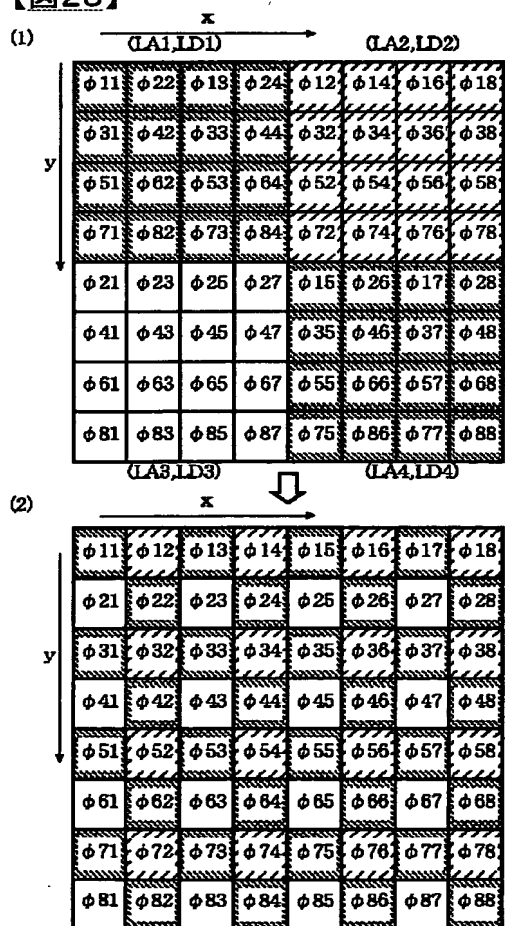 【図28】
(1)
x
(LA1,LD1) (LA2,LD2)
y
φ11 φ22 φ13 φ24 φ12 φ14 φ16 φ18
φ31 φ42 φ33 φ44 φ32 φ34 φ36 φ38
φ51 φ62 φ53 φ64 φ52 φ54 φ56 φ58
φ71 φ82 φ73 φ84 φ72 φ74 φ76 φ78
φ21 φ23 φ25 φ27 φ15 φ26 φ17 φ28
φ41 φ43 φ45 φ47 φ35 φ46 φ37 φ48
φ61 φ63 φ65 φ67 φ55 φ66 φ57 φ68
φ81 φ83 φ85 φ87 φ75 φ86 φ77 φ88
(LA3,LD3) (LA4,LD4)
(2)
x
y
φ11 φ12 φ13 φ14 φ15 φ16 φ17 φ18
φ21 φ22 φ23 φ24 φ25 φ26 φ27 φ28
φ31 φ32 φ33 φ34 φ35 φ36 φ37 φ38
φ41 φ42 φ43 φ44 φ45 φ46 φ47 φ48
φ51 φ52 φ53 φ54 φ55 φ56 φ57 φ58
φ61 φ62 φ63 φ64 φ65 φ66 φ67 φ68
φ71 φ72 φ73 φ74 φ75 φ76 φ77 φ78
φ81 φ82 φ83 φ84 φ85 φ86 φ87 φ88